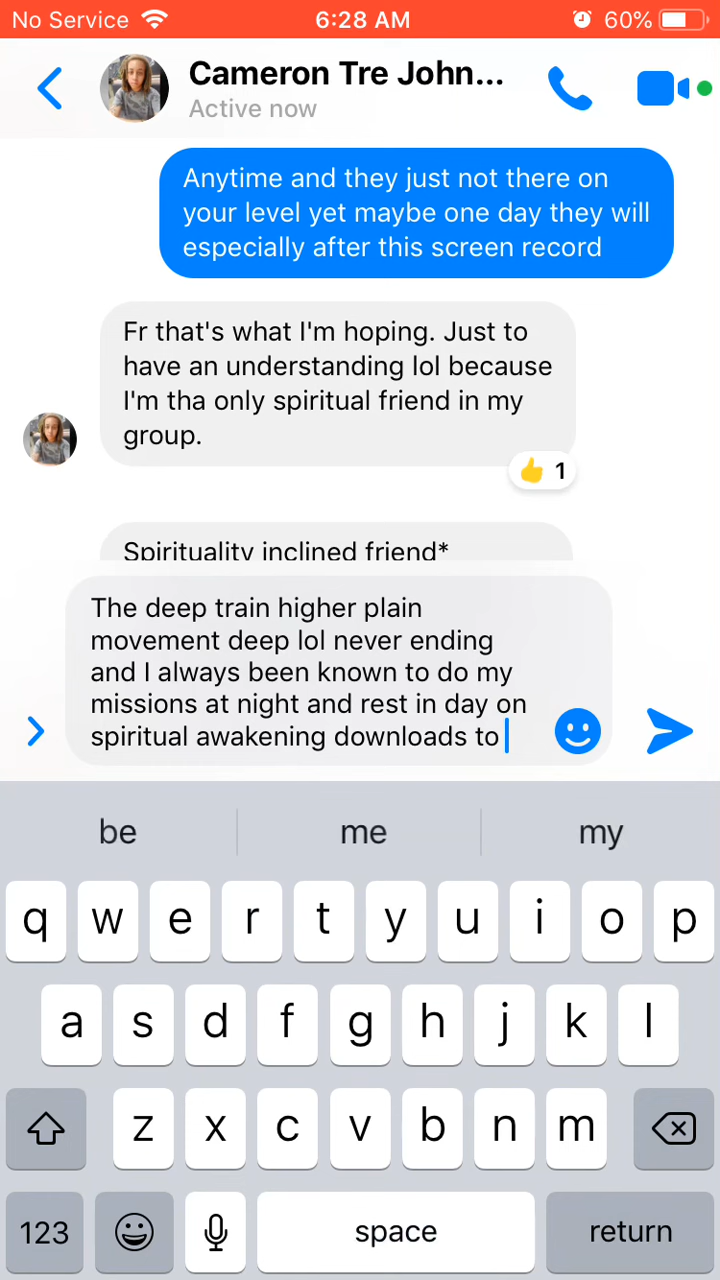 No Service 6:28 AM 60%
Cameron Tre John...
Active now
Anytime and they just not there on
your level yet maybe one day they will
especially after this screen record
Fr that's what I'm hoping. Just to
have an understanding lol because
I'm tha only spiritual friend in my
group.
👍 1
Spirituality inclined friend*
The deep train higher plain
movement deep lol never ending
and I always been known to do my
missions at night and rest in day on
spiritual awakening downloads to
be me my
q w e r t y u i o p
a s d f g h j k l
z x c v b n m
123 space return